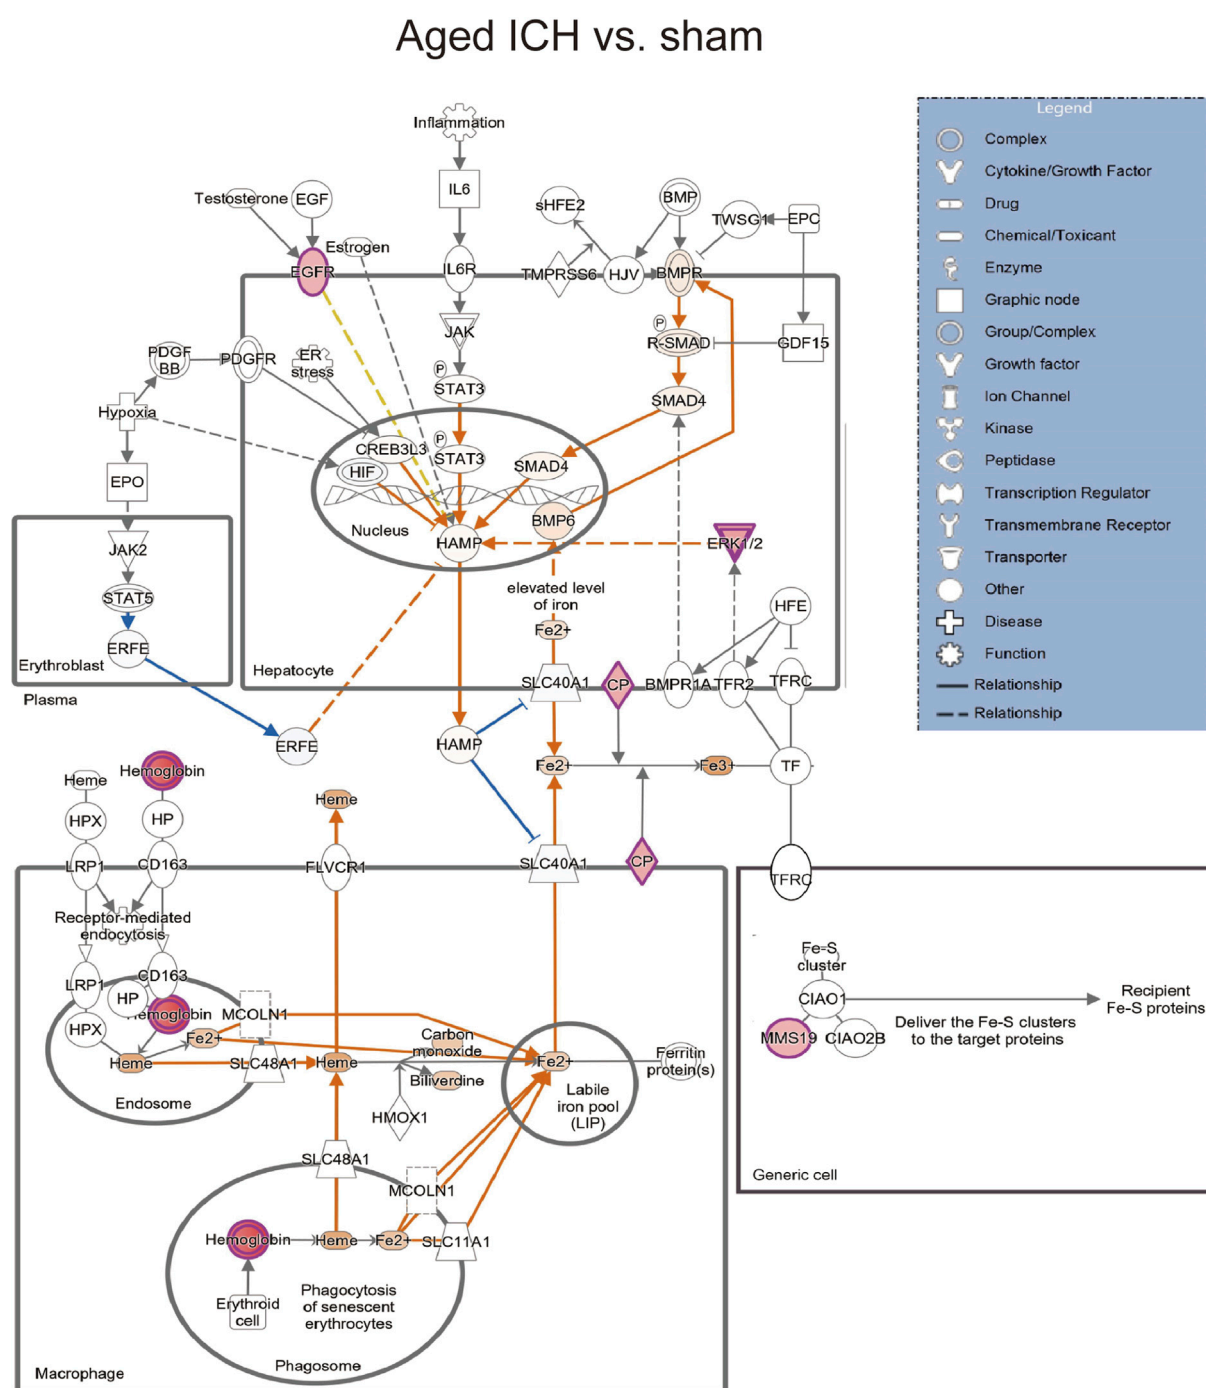 Aged ICH vs. sham
Legend
Complex
Cytokine/Growth Factor
Drug
Chemical/Toxicant
Enzyme
Graphic node
Group/Complex
Growth factor
Ion Channel
Kinase
Peptidase
Transcription Regulator
Transmembrane Receptor
Transporter
Other
Disease
Function
Relationship
Relationship
Inflammation
IL6
Testosterone
EGF
Estrogen
EGFR
IL6R
sHFE2
BMP
TWSG1
EPC
TMPRSS6
HJV
BMPR
JAK
P
R-SMAD
GDF15
PDGF
BB
PDGFR
ER
stress
P
STAT3
SMAD4
Hypoxia
CREB3L3
P
STAT3
SMAD4
HIF
EPO
Nucleus
BMP6
HAMP
ERK1/2
JAK2
STAT5
ERFE
Erythroblast
Plasma
elevated level
of iron
Fe2+
HFE
Hepatocyte
SLC40A1
CP
BMPR1A
TFR2
TFRC
ERFE
HAMP
Fe2+
Fe3+
TF
Heme
Hemoglobin
Heme
HPX
HP
LRP1
CD163
FLVCR1
SLC40A1
CP
TFRC
Receptor-mediated
endocytosis
LRP1
CD163
HP
Hemoglobin
MCOLN1
HPX
Fe2+
Heme
SLC48A1
Heme
Carbon
monoxide
Biliverdine
HMOX1
Fe2+
Ferritin
protein(s)
Labile
iron pool
(LIP)
Endosome
Fe-S
cluster
CIAO1
MMS19
CIAO2B
Deliver the Fe-S clusters
to the target proteins
Recipient
Fe-S proteins
Generic cell
SLC48A1
MCOLN1
Hemoglobin
Heme
Fe2+
SLC11A1
Erythroid
cell
Phagocytosis
of senescent
erythrocytes
Phagosome
Macrophage